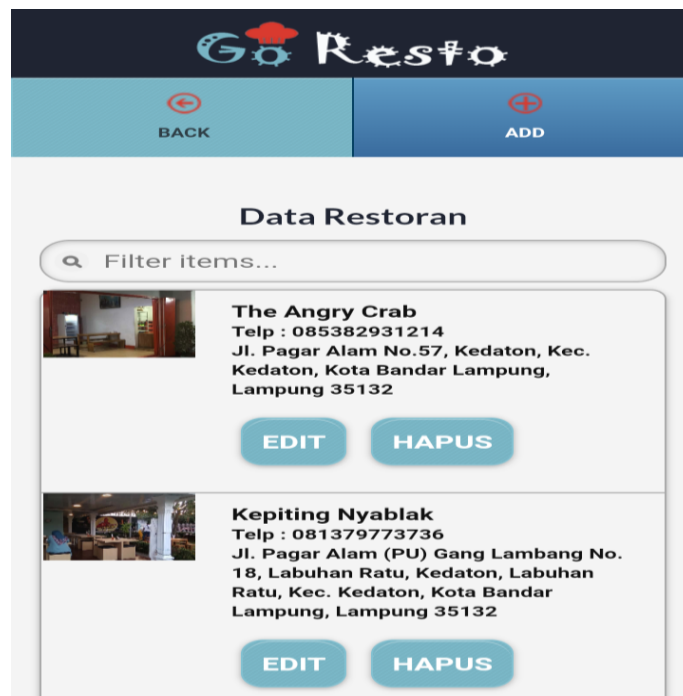 Go Resto
BACK
ADD
Data Restoran
Filter items...
The Angry Crab
Telp : 085382931214
Jl. Pagar Alam No.57, Kedaton, Kec.
Kedaton, Kota Bandar Lampung,
Lampung 35132
EDIT
HAPUS
Kepiting Nyablak
Telp : 081379773736
Jl. Pagar Alam (PU) Gang Lambang No.
18, Labuhan Ratu, Kedaton, Labuhan
Ratu, Kec. Kedaton, Kota Bandar
Lampung, Lampung 35132
EDIT
HAPUS